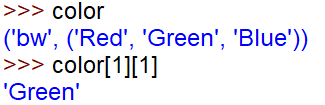 >>> color
('bw', ('Red', 'Green', 'Blue'))
>>> color[1][1]
'Green'